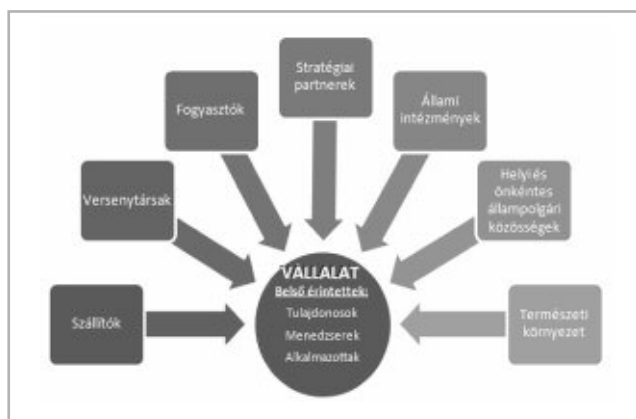 Stratégiai
partnerek
Fogyasztók
Állami
intézmények
Versenytársak
Helyi és
önkéntes
állampolgári
közösségek
Szállítók
VÁLLALAT
Belső érintettek:
Tulajdonosok
Menedzserek
Alkalmazottak
Természeti
környezet